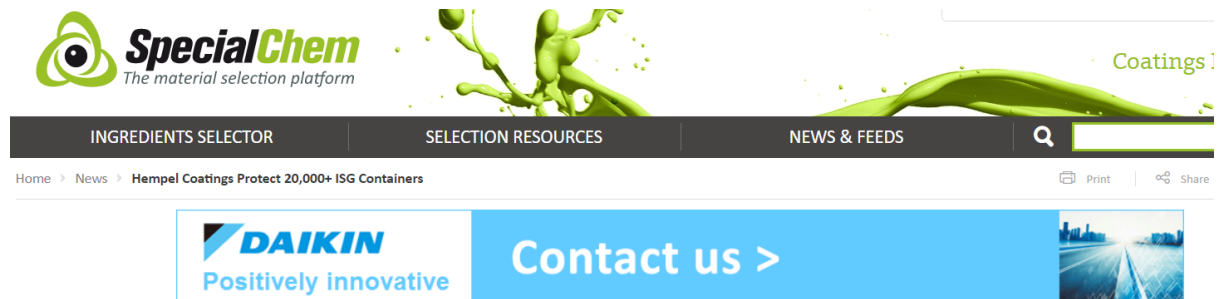 SpecialChem
The material selection platform
Coatings
INGREDIENTS SELECTOR
SELECTION RESOURCES
NEWS & FEEDS
Home > News > Hempel Coatings Protect 20,000+ ISG Containers
Print
Share
DAIKIN
Positively innovative
Contact us >